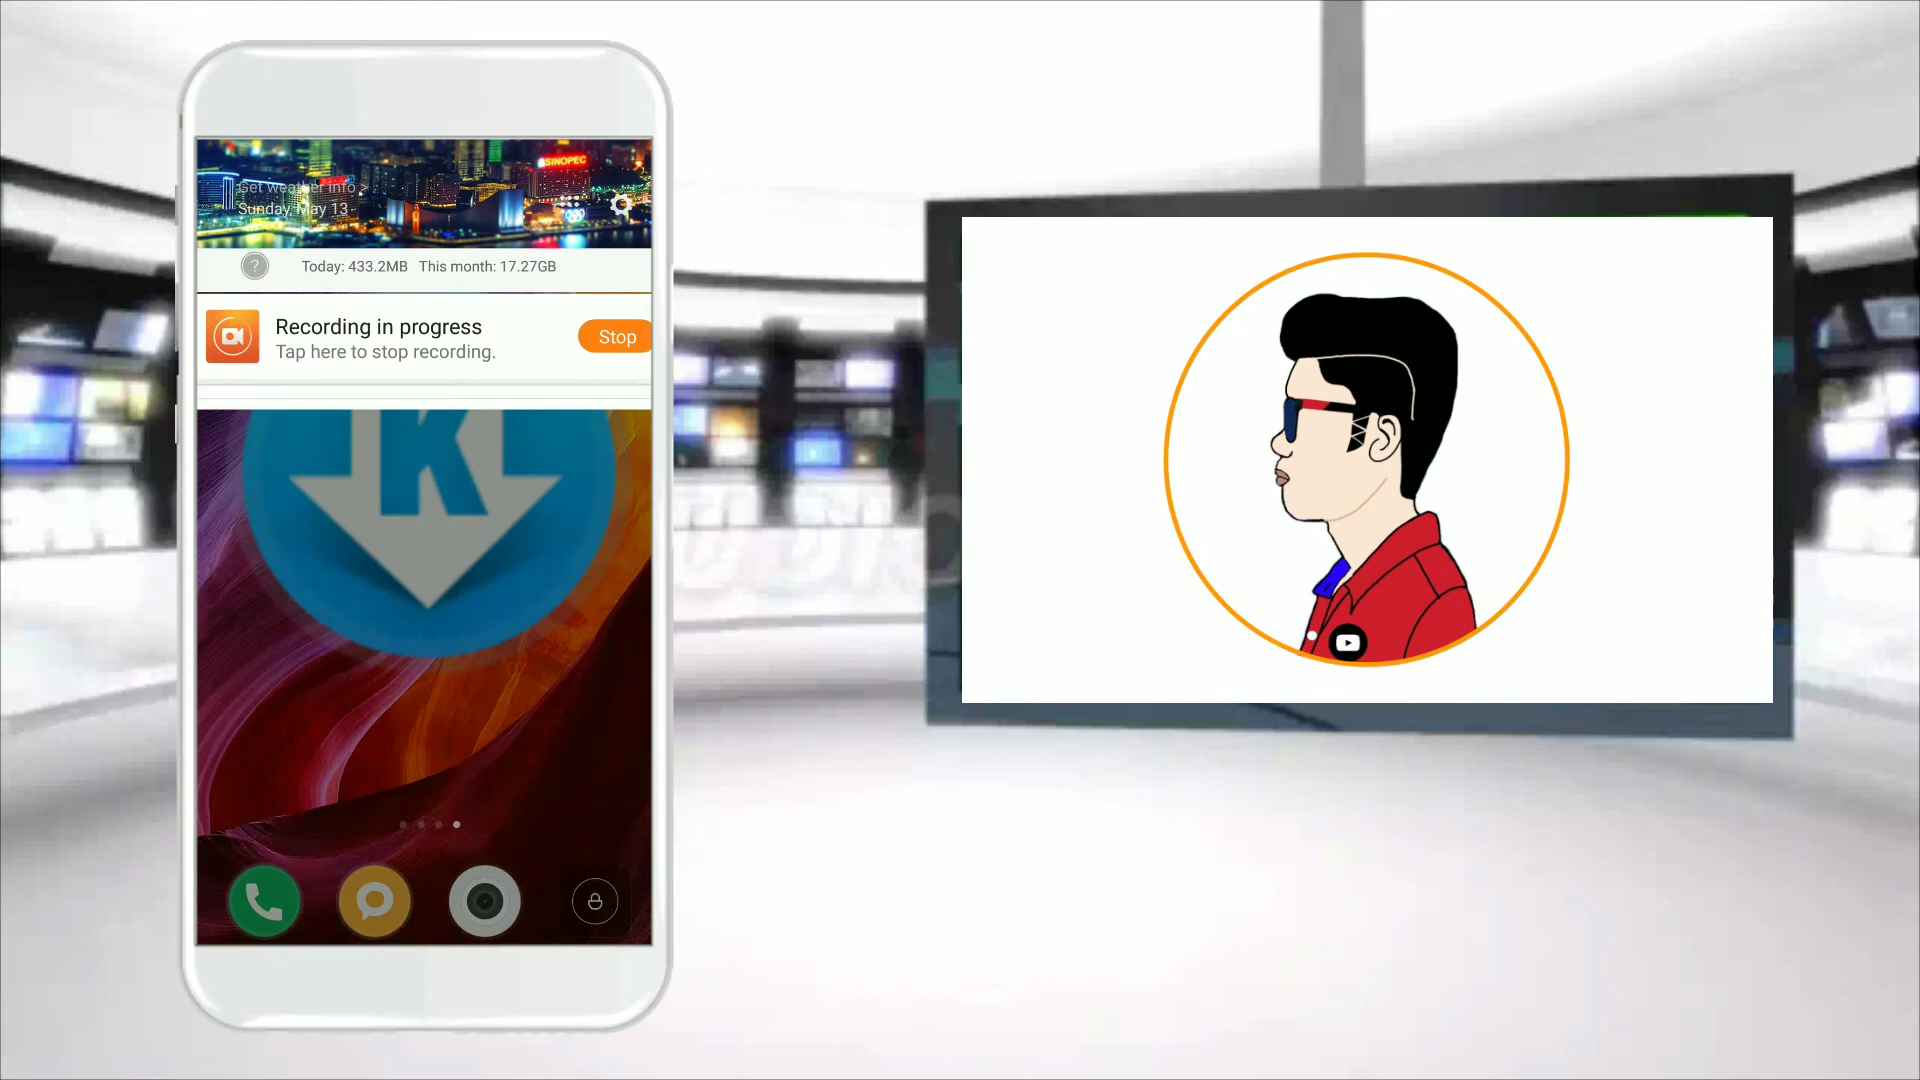 SINOPEC
Get weather info >
Sunday, May 13
Today: 433.2MB This month: 17.27GB
Recording in progress
Tap here to stop recording.
Stop
K